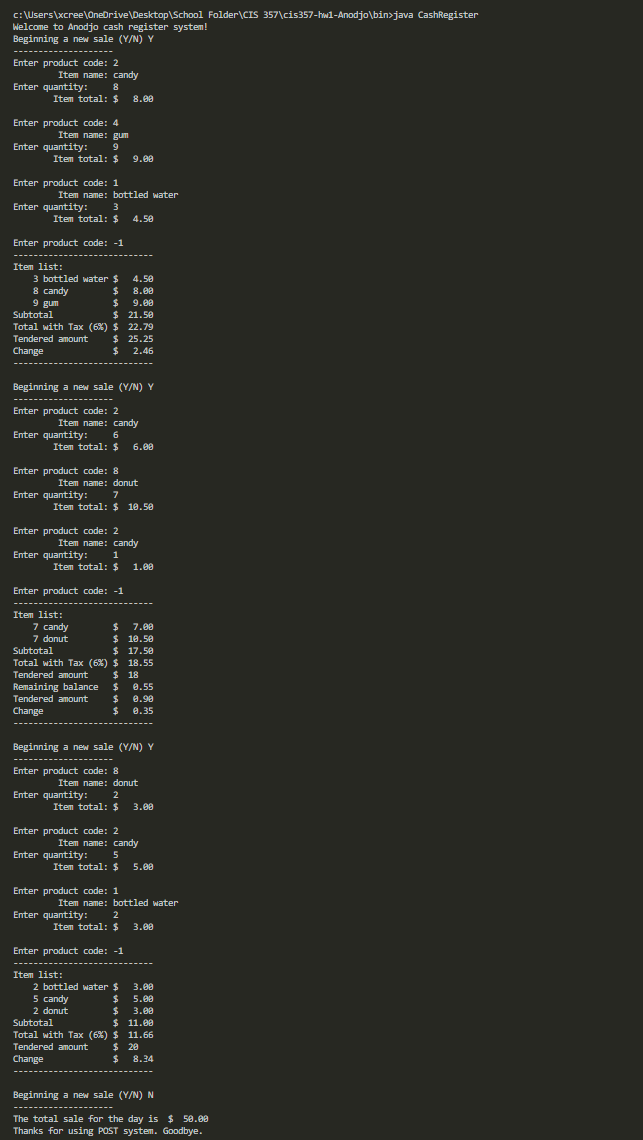 c:\Users\xcree\OneDrive\Desktop\School Folder\CIS 357\cis357-hw1-Anodjo\bin>java CashRegister
Welcome to Anodjo cash register system!
Beginning a new sale (Y/N) Y
--------------------
Enter product code: 2
         Item name: candy
Enter quantity:     8
        Item total: $   8.00

Enter product code: 4
         Item name: gum
Enter quantity:     9
        Item total: $   9.00

Enter product code: 1
         Item name: bottled water
Enter quantity:     3
        Item total: $   4.50

Enter product code: -1
----------------------------
Item list:
    3 bottled water $   4.50
    8 candy         $   8.00
    9 gum           $   9.00
Subtotal            $  21.50
Total with Tax (6%) $  22.79
Tendered amount     $  25.25
Change              $   2.46
----------------------------

Beginning a new sale (Y/N) Y
--------------------
Enter product code: 2
         Item name: candy
Enter quantity:     6
        Item total: $   6.00

Enter product code: 8
         Item name: donut
Enter quantity:     7
        Item total: $  10.50

Enter product code: 2
         Item name: candy
Enter quantity:     1
        Item total: $   1.00

Enter product code: -1
----------------------------
Item list:
    7 candy         $   7.00
    7 donut         $  10.50
Subtotal            $  17.50
Total with Tax (6%) $  18.55
Tendered amount     $  18
Remaining balance   $   0.55
Tendered amount     $   0.90
Change              $   0.35
----------------------------

Beginning a new sale (Y/N) Y
--------------------
Enter product code: 8
         Item name: donut
Enter quantity:     2
        Item total: $   3.00

Enter product code: 2
         Item name: candy
Enter quantity:     5
        Item total: $   5.00

Enter product code: 1
         Item name: bottled water
Enter quantity:     2
        Item total: $   3.00

Enter product code: -1
----------------------------
Item list:
    2 bottled water $   3.00
    5 candy         $   5.00
    2 donut         $   3.00
Subtotal            $  11.00
Total with Tax (6%) $  11.66
Tendered amount     $  20
Change              $   8.34
----------------------------

Beginning a new sale (Y/N) N
--------------------
The total sale for the day is  $  50.00
Thanks for using POST system. Goodbye.